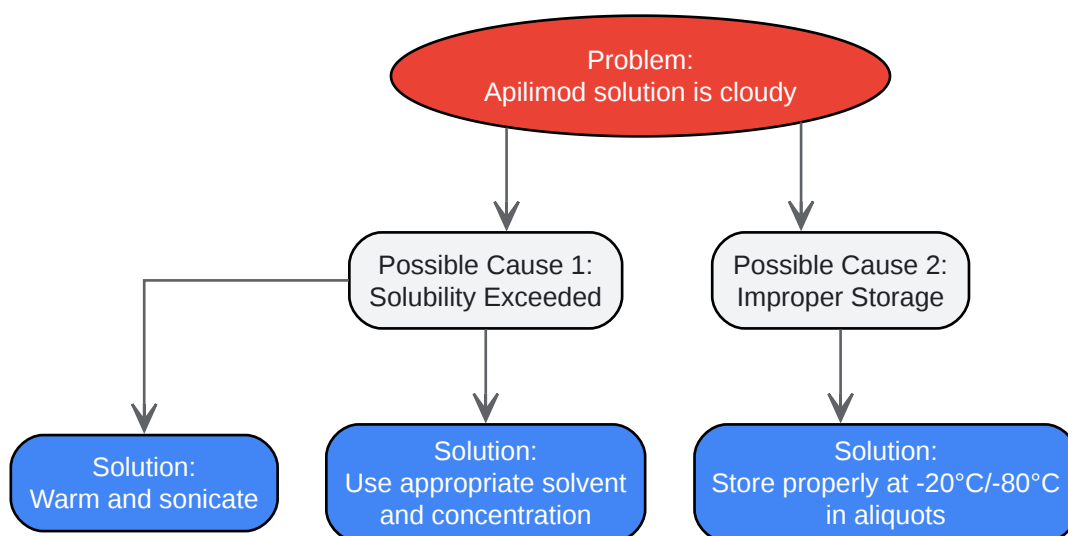 Problem:
Apilimod solution is cloudy
Possible Cause 1:
Solubility Exceeded
Possible Cause 2:
Improper Storage
Solution:
Warm and sonicate
Solution:
Use appropriate solvent
and concentration
Solution:
Store properly at -20°C/-80°C
in aliquots